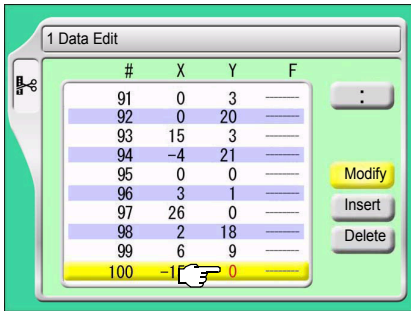 1 Data Edit
# X Y F
:
91 0 3 -------
92 0 20 -------
93 15 3 -------
94 -4 21 -------
95 0 0 -------
96 3 1 -------
97 26 0 -------
98 2 18 -------
99 6 9 -------
100 0 -------
Modify
Insert
Delete